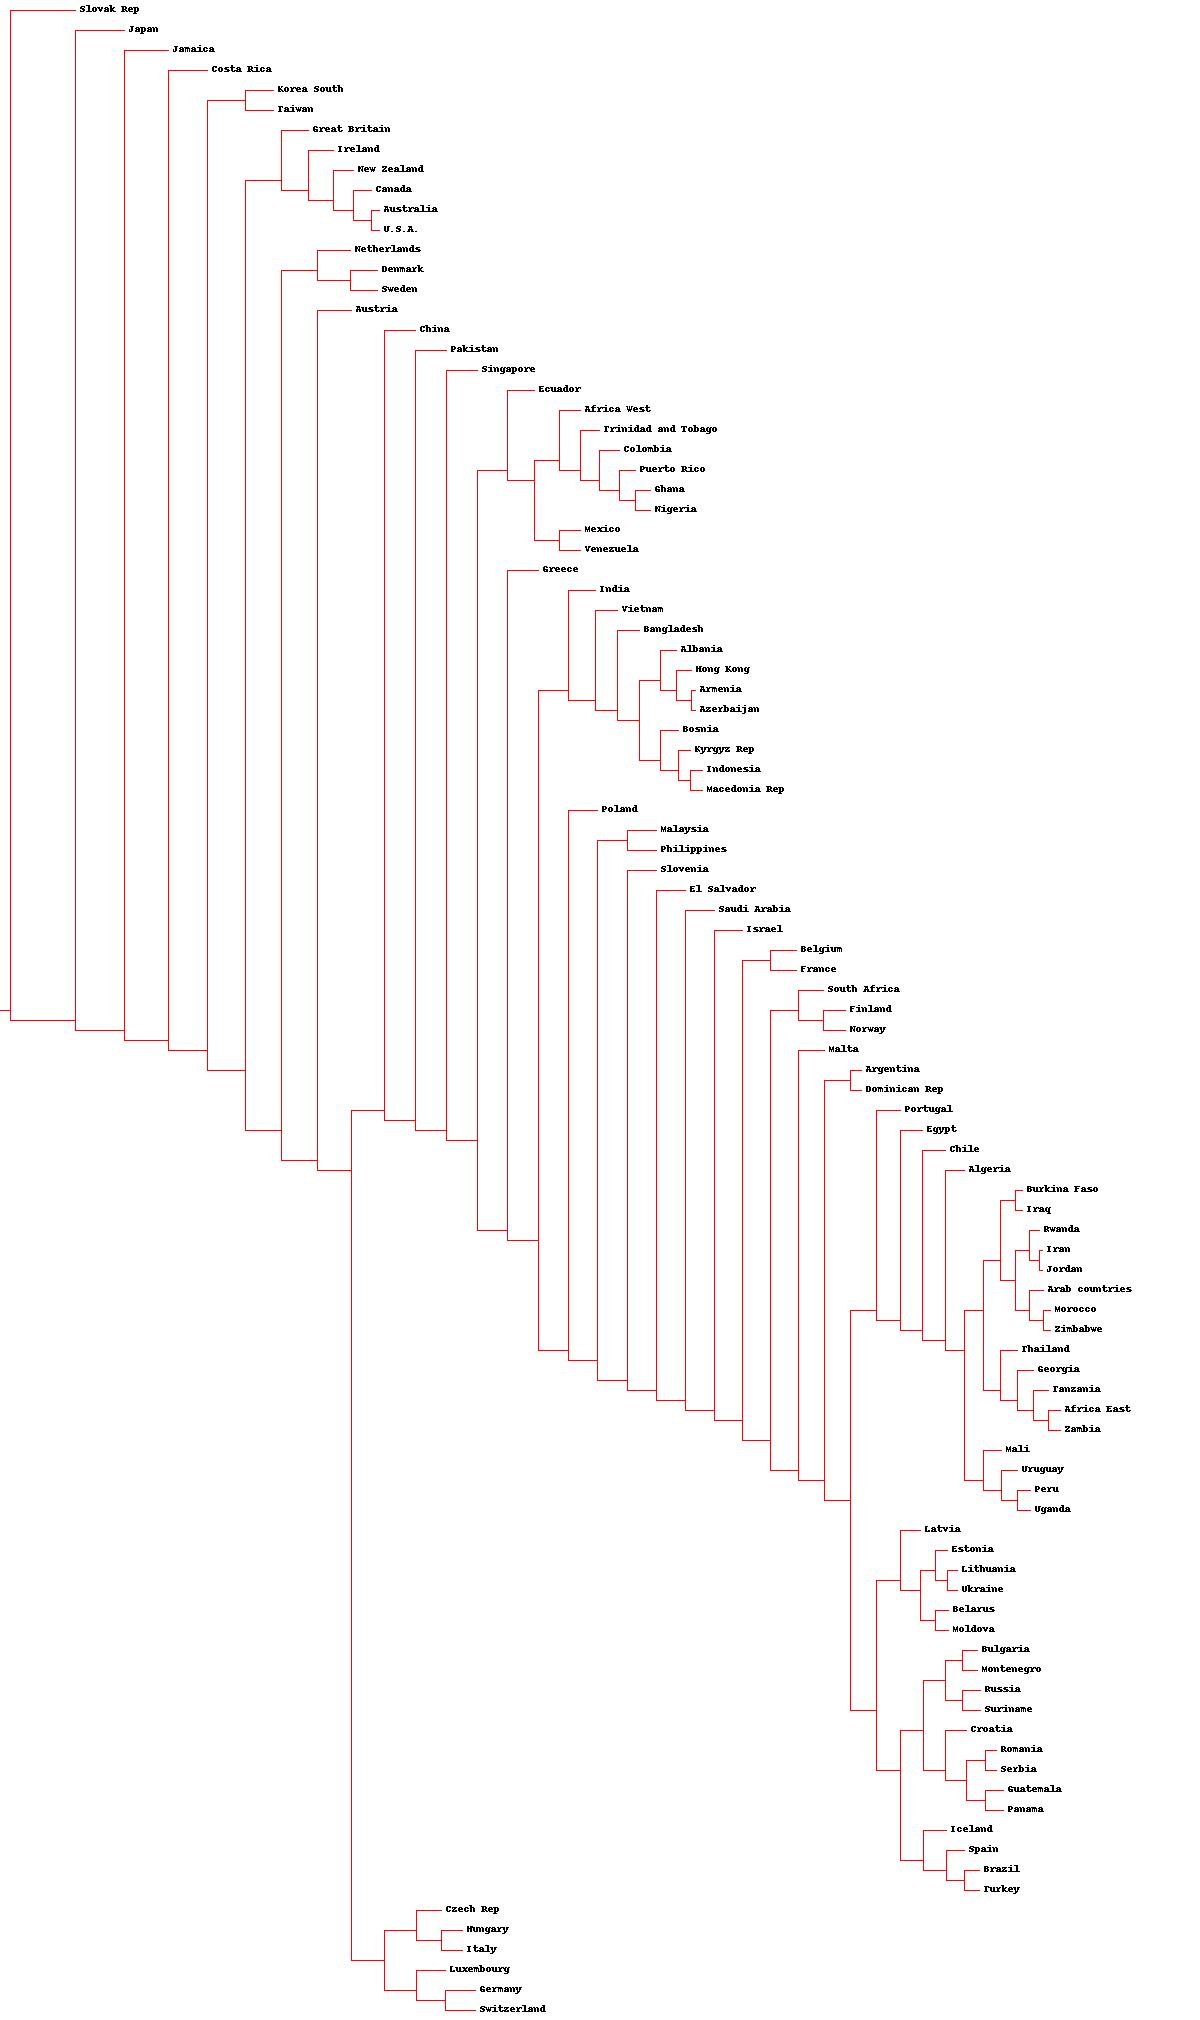 Slovak Rep
Japan
Jamaica
Costa Rica
Korea South
Taiwan
Great Britain
Ireland
New Zealand
Canada
Australia
U.S.A.
Netherlands
Denmark
Sweden
Austria
China
Pakistan
Singapore
Ecuador
Africa West
Trinidad and Tobago
Colombia
Puerto Rico
Ghana
Nigeria
Mexico
Venezuela
Greece
India
Vietnam
Bangladesh
Albania
Hong Kong
Armenia
Azerbaijan
Bosnia
Kyrgyz Rep
Indonesia
Macedonia Rep
Poland
Malaysia
Philippines
Slovenia
El Salvador
Saudi Arabia
Israel
Belgium
France
South Africa
Finland
Norway
Malta
Argentina
Dominican Rep
Portugal
Egypt
Chile
Algeria
Burkina Faso
Iraq
Rwanda
Iran
Jordan
Arab countries
Morocco
Zimbabwe
Thailand
Georgia
Tanzania
Africa East
Zambia
Mali
Uruguay
Peru
Uganda
Latvia
Estonia
Lithuania
Ukraine
Belarus
Moldova
Bulgaria
Montenegro
Russia
Suriname
Croatia
Romania
Serbia
Guatemala
Panama
Iceland
Spain
Brazil
Turkey
Czech Rep
Hungary
Italy
Luxembourg
Germany
Switzerland